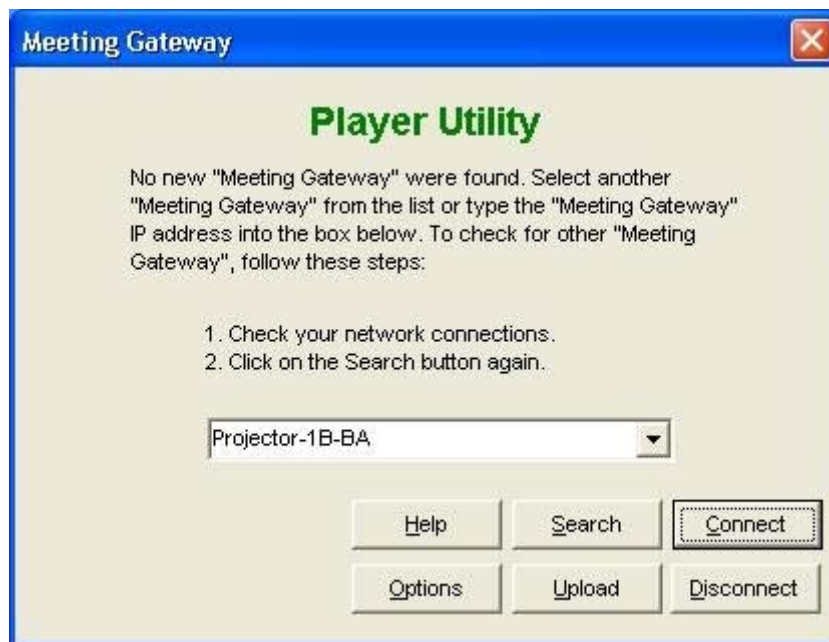 Meeting Gateway
Player Utility
No new "Meeting Gateway" were found. Select another
"Meeting Gateway" from the list or type the "Meeting Gateway"
IP address into the box below. To check for other "Meeting
Gateway", follow these steps:
1. Check your network connections.
2. Click on the Search button again.
Projector-1B-BA
Help Search Connect
Options Upload Disconnect